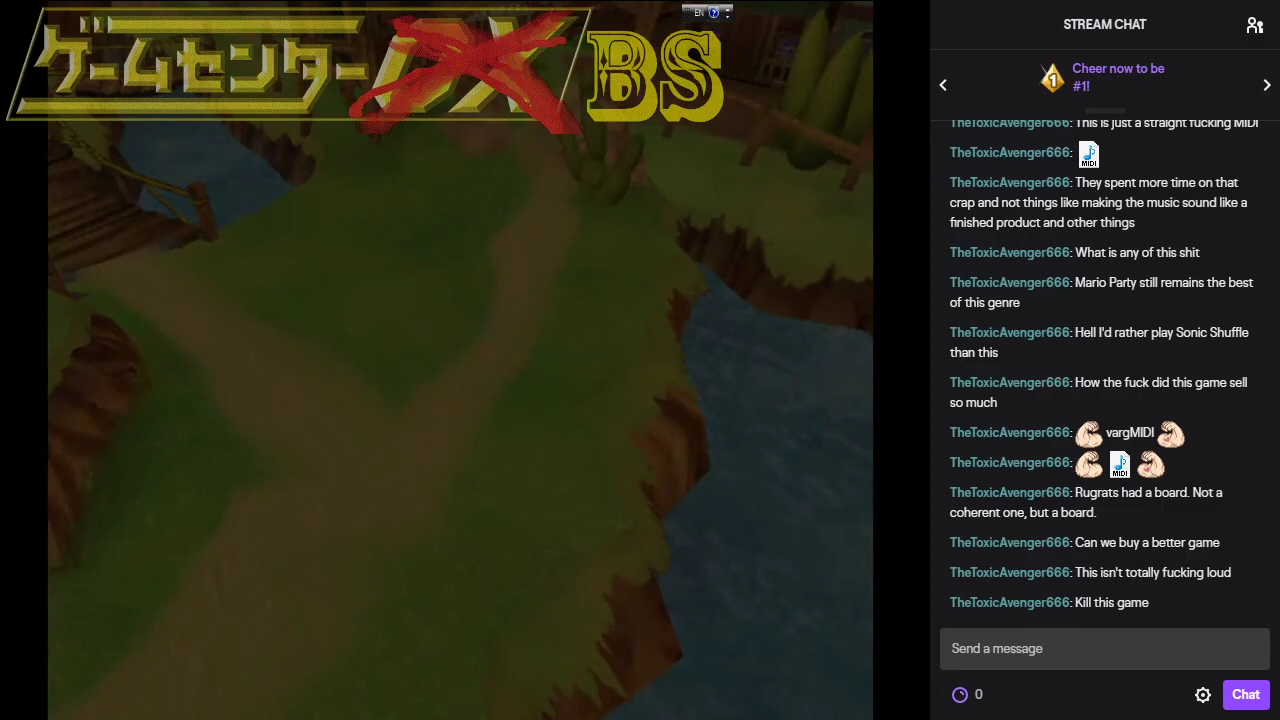 ゲームセンターDX BS
EN
STREAM CHAT
1
Cheer now to be
#1!
TheToxicAvenger666: This is just a straight fucking MIDI
TheToxicAvenger666: MIDI
TheToxicAvenger666: They spent more time on that
crap and not things like making the music sound like a
finished product and other things
TheToxicAvenger666: What is any of this shit
TheToxicAvenger666: Mario Party still remains the best
of this genre
TheToxicAvenger666: Hell I'd rather play Sonic Shuffle
than this
TheToxicAvenger666: How the fuck did this game sell
so much
TheToxicAvenger666: vargMIDI
TheToxicAvenger666: MIDI
TheToxicAvenger666: Rugrats had a board. Not a
coherent one, but a board.
TheToxicAvenger666: Can we buy a better game
TheToxicAvenger666: This isn't totally fucking loud
TheToxicAvenger666: Kill this game
Send a message
0
Chat